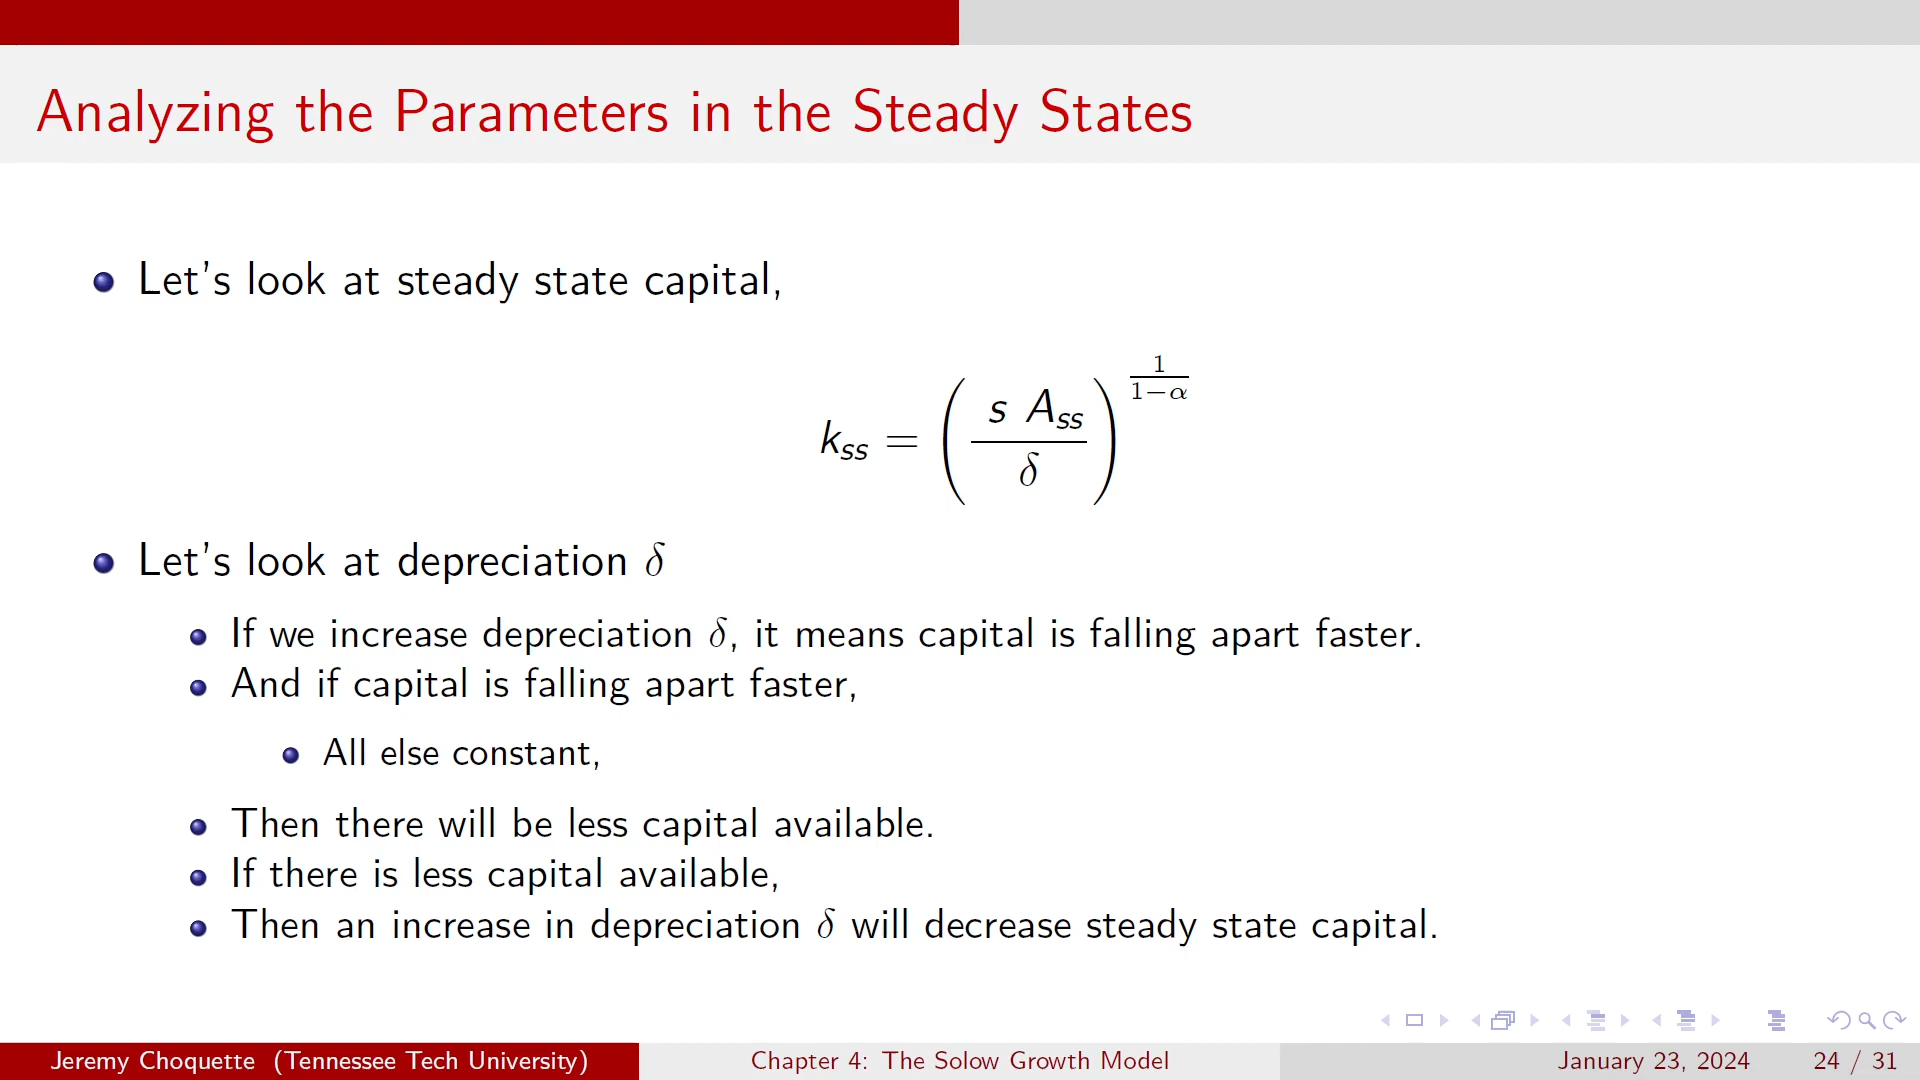 Analyzing the Parameters in the Steady States
Let's look at steady state capital,
k_ss = ( s A_ss / δ )^(1/(1−α))
Let's look at depreciation δ
If we increase depreciation δ, it means capital is falling apart faster.
And if capital is falling apart faster,
All else constant,
Then there will be less capital available.
If there is less capital available,
Then an increase in depreciation δ will decrease steady state capital.
Jeremy Choquette (Tennessee Tech University) Chapter 4: The Solow Growth Model January 23, 2024 24 / 31